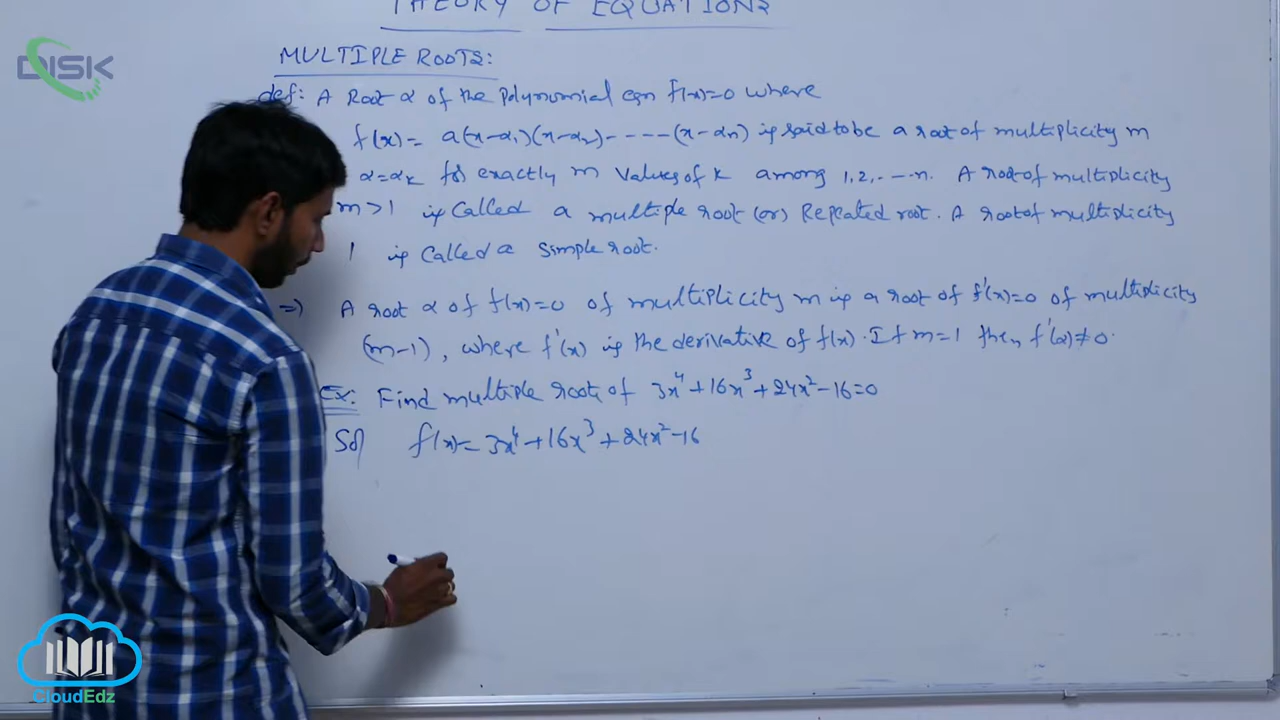 THEORY OF EQUATIONS
DISK
MULTIPLE ROOTS:
def: A Root α of the Polynomial eqn f(x)=0 where
f(x) = a(x-α₁)(x-α₂)- ---- (x-αn) is said to be a root of multiplicity m
α=αₖ for exactly m values of k among 1,2,- - -n. A root of multiplicity
m>1 is called a multiple root (or) Repeated root. A root of multiplicity
1 is called a simple root.
=) A root α of f(x)=0 of multiplicity m is a root of f'(x)=0 of multiplicity
(m-1), where f'(x) is the derivative of f(x). If m=1 then f'(α)≠0.
Ex: Find multiple root of 3x⁴+16x³+24x²-16=0
Sol f(x)= 3x⁴+16x³+24x²-16
CloudEdz